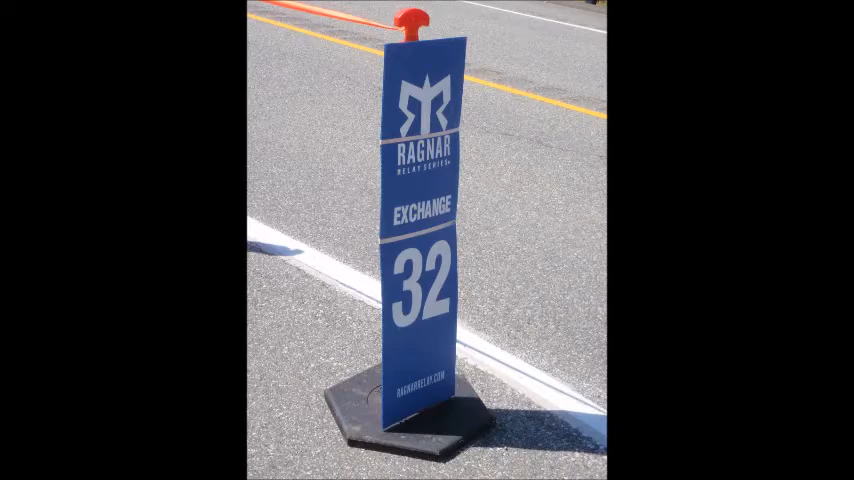 RAGNAR
RELAY SERIES
EXCHANGE
32
RAGNARRELAY.COM